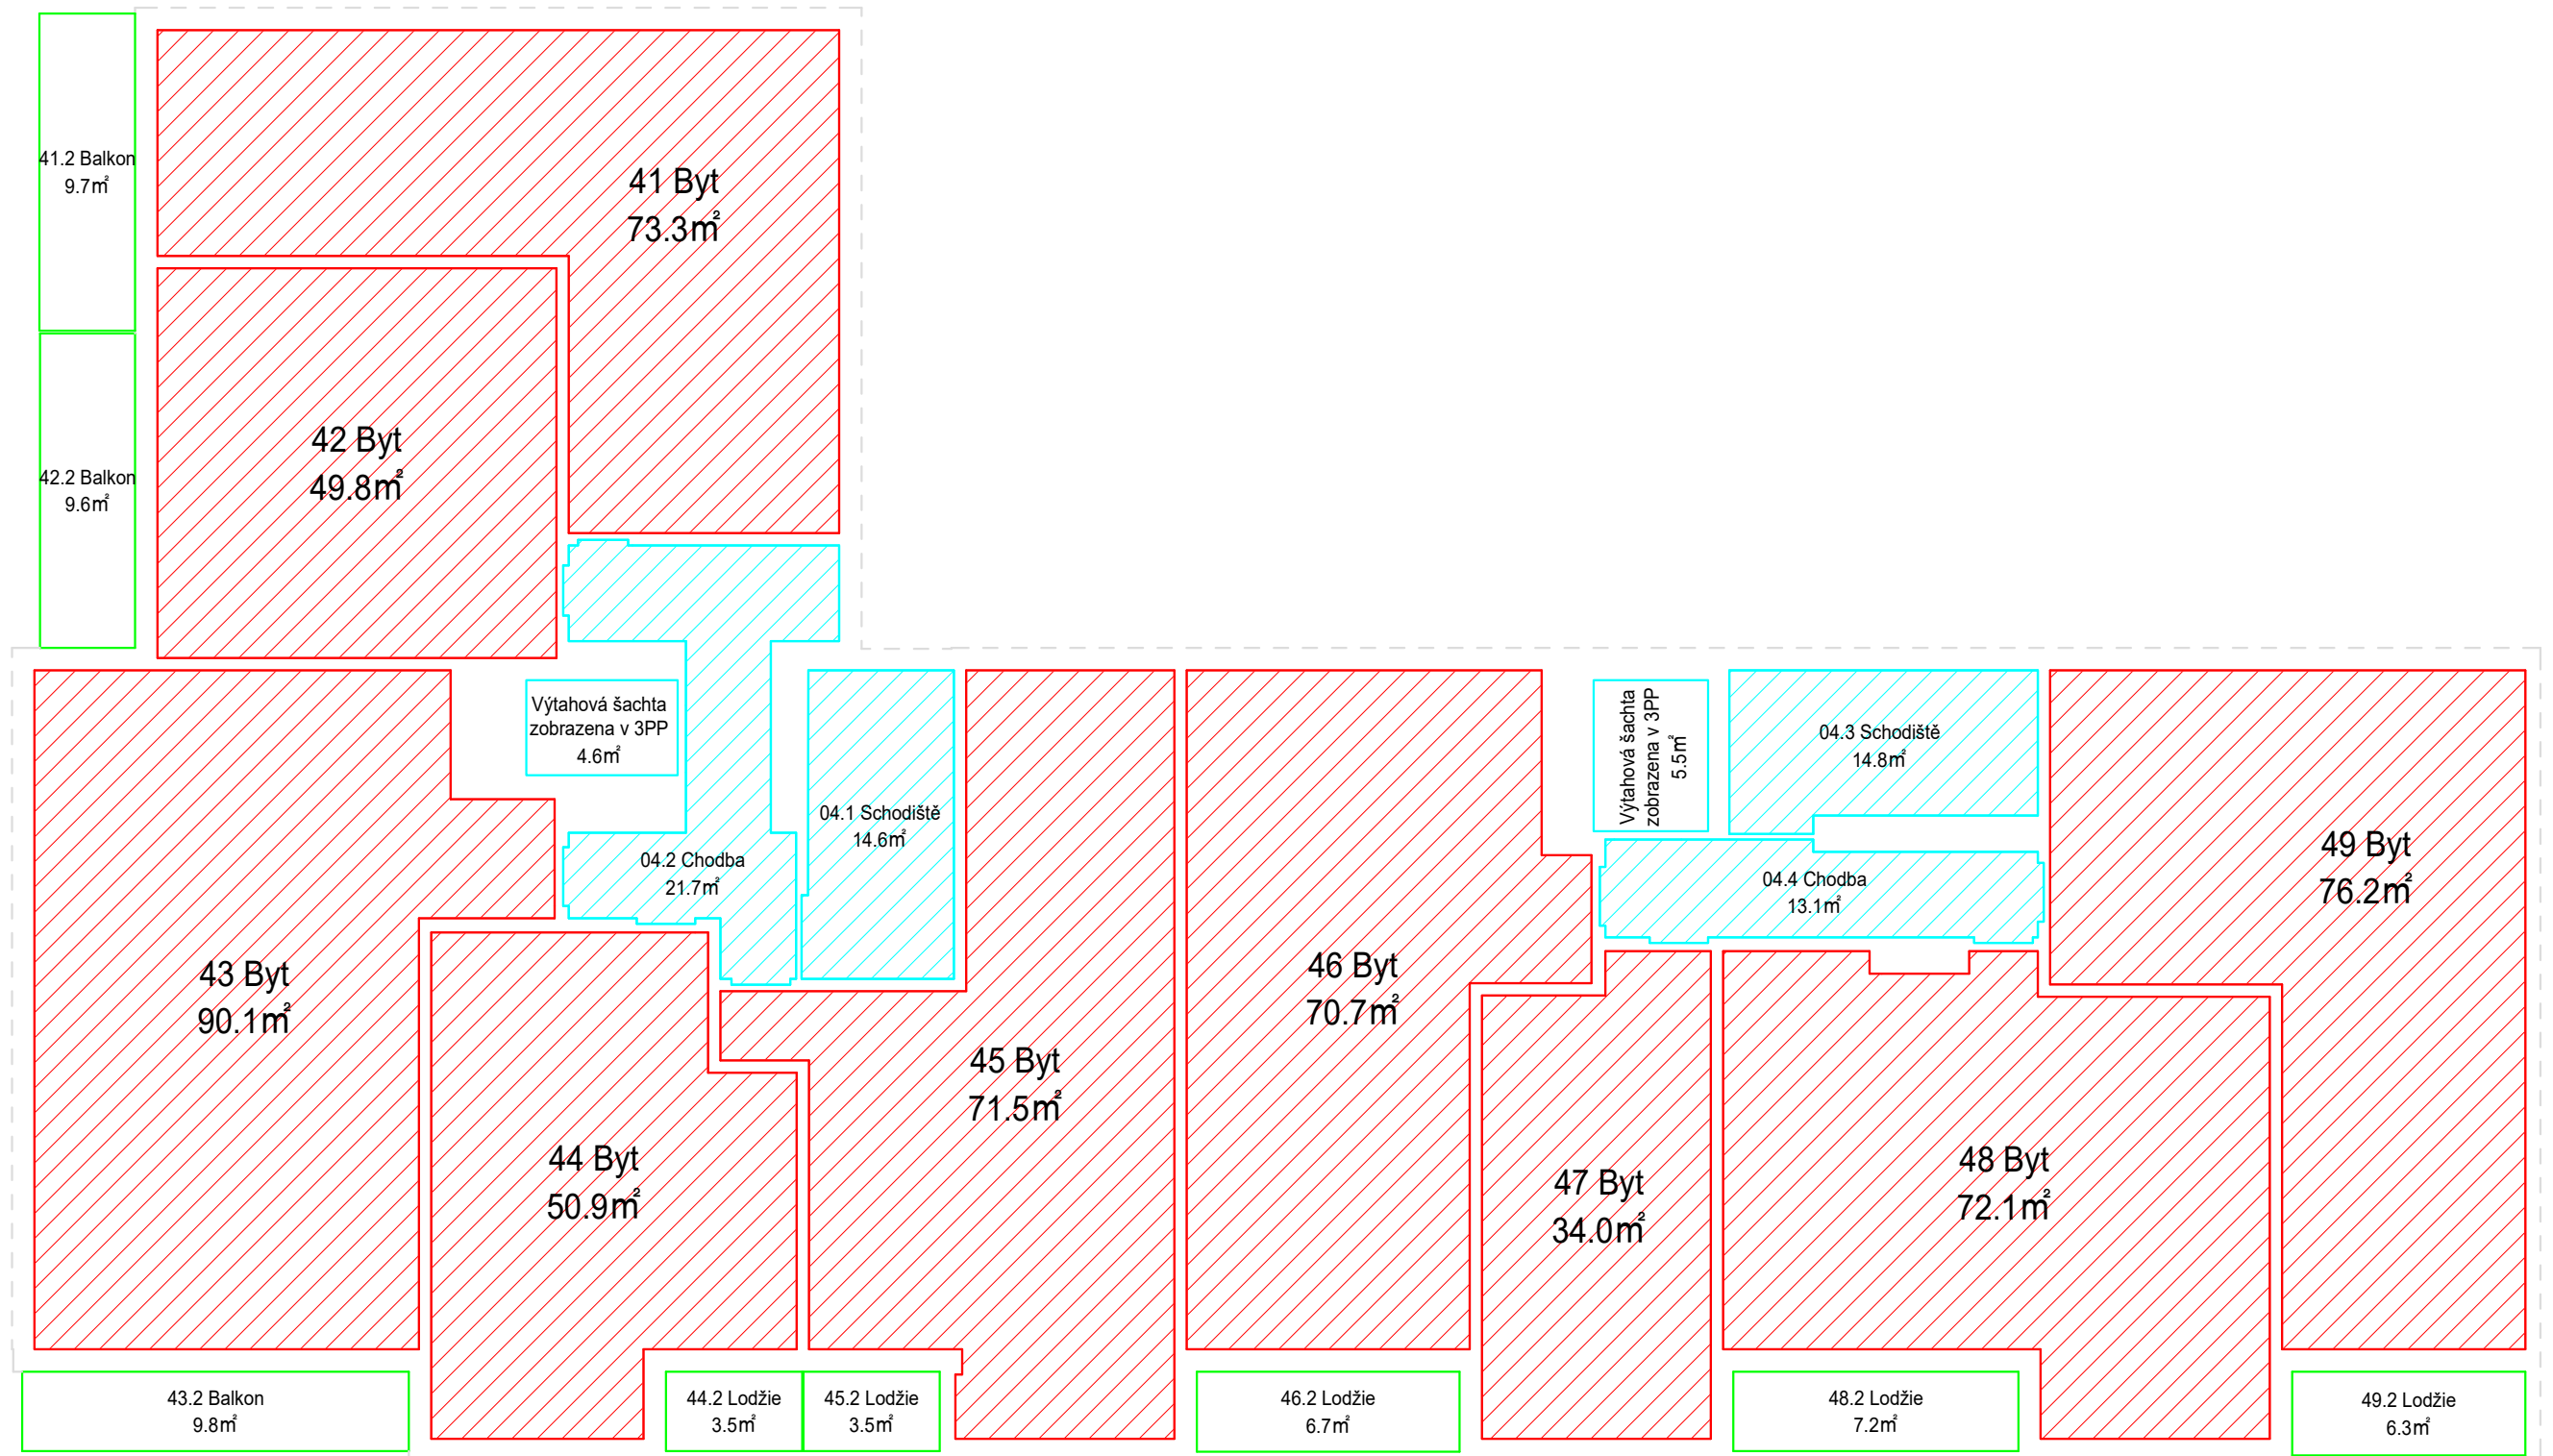 41.2 Balkon
9.7m²
41 Byt
73.3m²
42 Byt
49.8m²
42.2 Balkon
9.6m²
Výtahová šachta
zobrazena v 3PP
4.6m²
04.1 Schodiště
14.6m²
04.2 Chodba
21.7m²
Výtahová šachta
zobrazena v 3PP
5.5m²
04.3 Schodiště
14.8m²
04.4 Chodba
13.1m²
49 Byt
76.2m²
43 Byt
90.1m²
46 Byt
70.7m²
45 Byt
71.5m²
44 Byt
50.9m²
47 Byt
34.0m²
48 Byt
72.1m²
43.2 Balkon
9.8m²
44.2 Lodžie
3.5m²
45.2 Lodžie
3.5m²
46.2 Lodžie
6.7m²
48.2 Lodžie
7.2m²
49.2 Lodžie
6.3m²